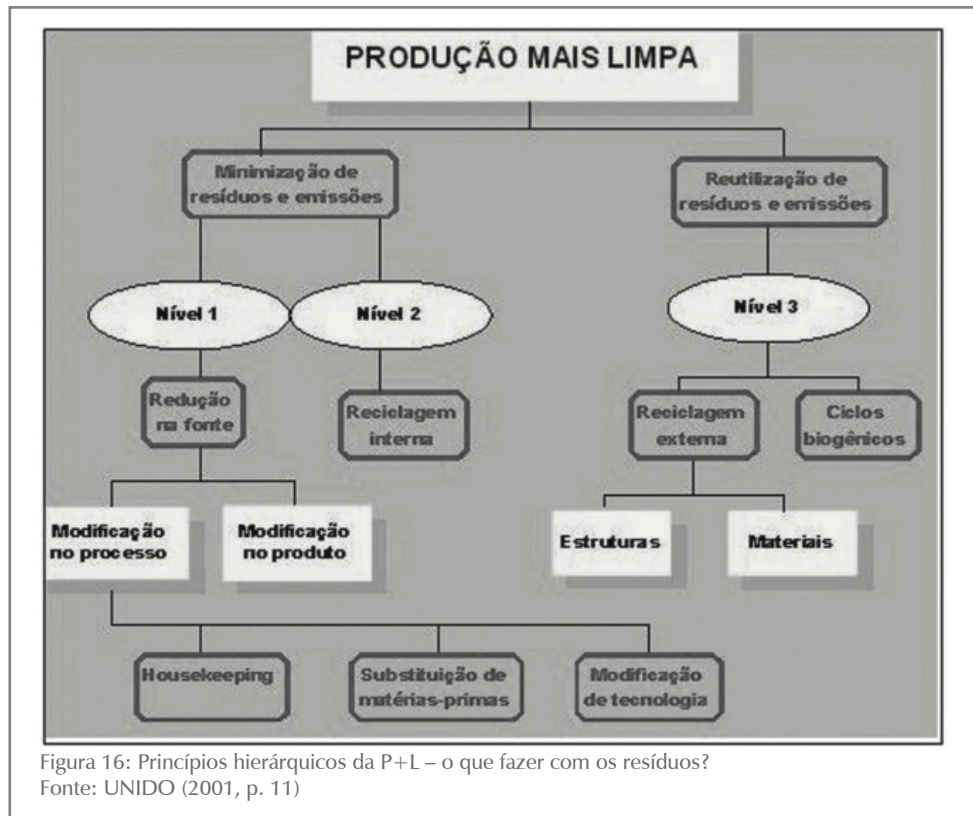 PRODUÇÃO MAIS LIMPA
Minimização de
resíduos e emissões
Reutilização de
resíduos e emissões
Nível 1
Nível 2
Nível 3
Redução
na fonte
Reciclagem
interna
Reciclagem
externa
Ciclos
biogênicos
Modificação
no processo
Modificação
no produto
Estruturas
Materiais
Housekeeping
Substituição de
matérias-primas
Modificação
de tecnologia
Figura 16: Princípios hierárquicos da P+L – o que fazer com os resíduos?
Fonte: UNIDO (2001, p. 11)